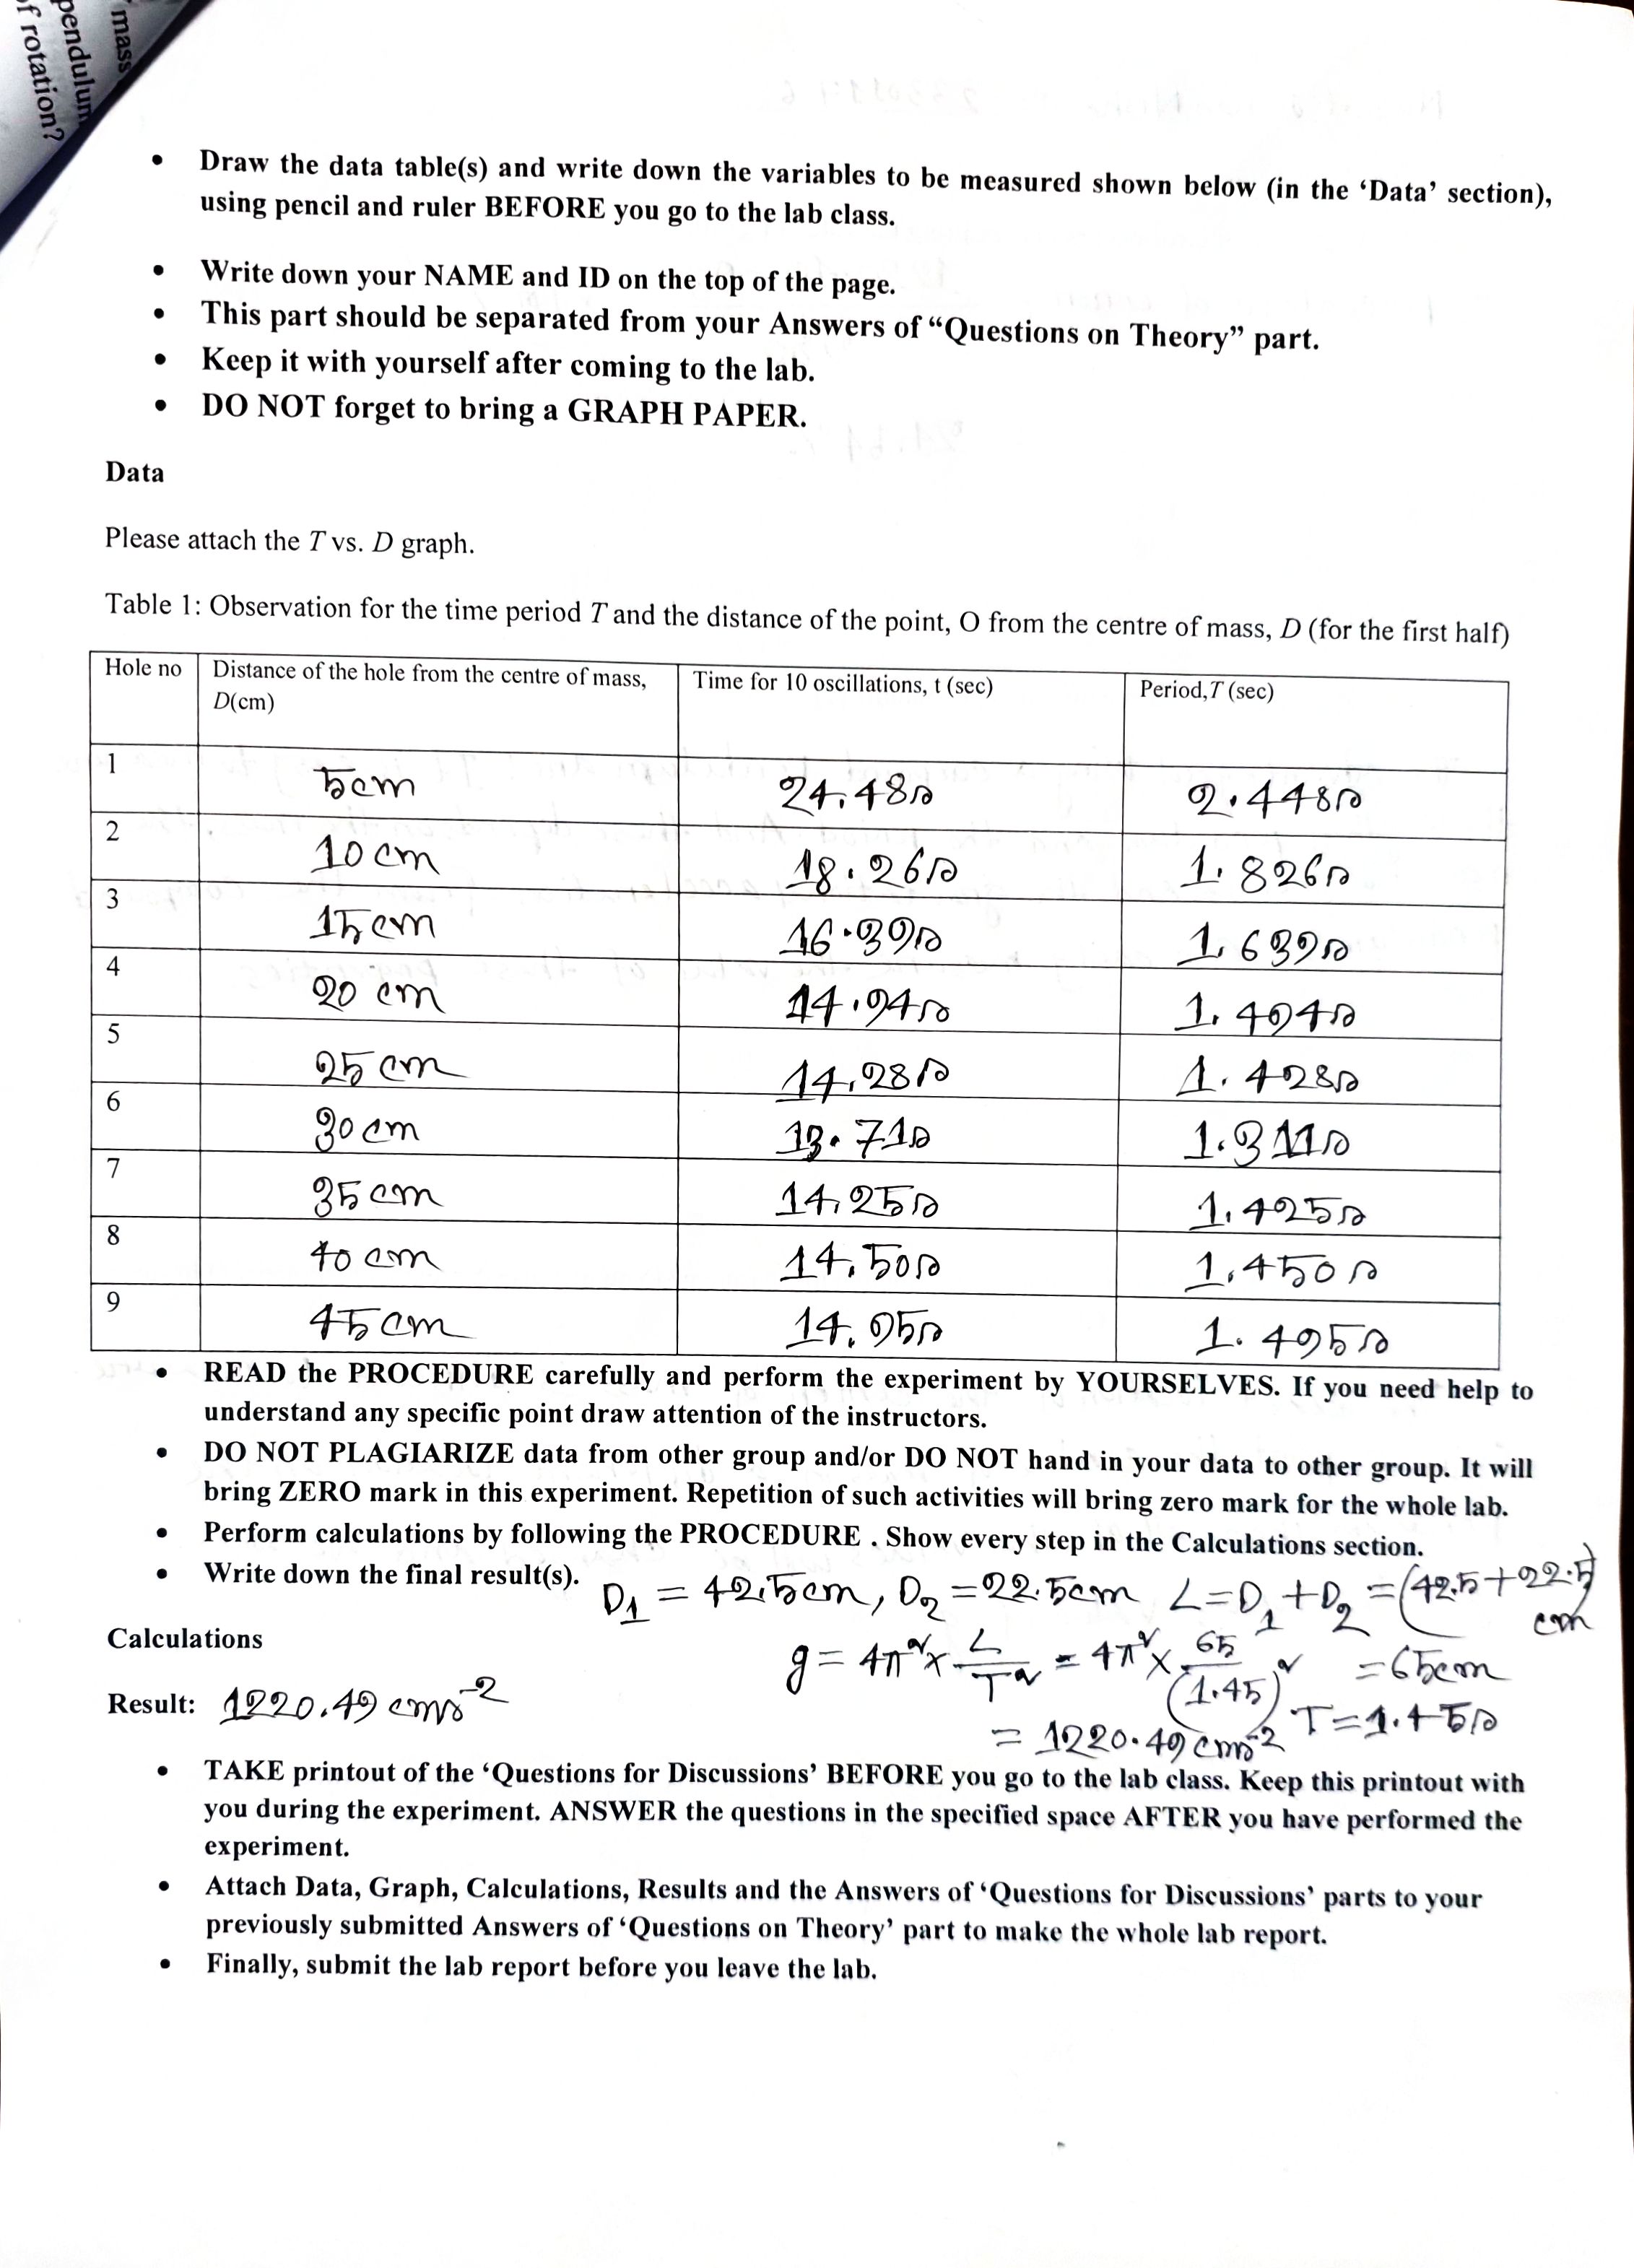 mass
pendulum
f rotation?
• Draw the data table(s) and write down the variables to be measured shown below (in the ‘Data’ section),
using pencil and ruler BEFORE you go to the lab class.
• Write down your NAME and ID on the top of the page.
• This part should be separated from your Answers of “Questions on Theory” part.
• Keep it with yourself after coming to the lab.
• DO NOT forget to bring a GRAPH PAPER.
Data
Please attach the T vs. D graph.
Table 1: Observation for the time period T and the distance of the point, O from the centre of mass, D (for the first half)
Hole no Distance of the hole from the centre of mass, Time for 10 oscillations, t (sec) Period,T (sec)
D(cm)
1 5cm 24.48s 2.448s
2 10 cm 18.26s 1.826s
3 15 cm 16.39s 1.639s
4 20 cm 14.94s 1.494s
5 25 cm 14.28s 1.428s
6 30 cm 13.71s 1.311s
7 35 cm 14.25s 1.425s
8 40 cm 14.50s 1.450s
9 45 cm 14.95s 1.495s
• READ the PROCEDURE carefully and perform the experiment by YOURSELVES. If you need help to
understand any specific point draw attention of the instructors.
• DO NOT PLAGIARIZE data from other group and/or DO NOT hand in your data to other group. It will
bring ZERO mark in this experiment. Repetition of such activities will bring zero mark for the whole lab.
• Perform calculations by following the PROCEDURE . Show every step in the Calculations section.
• Write down the final result(s).
D₁ = 42.5cm, D₂ = 22.5cm L = D₁ + D₂ = (42.5+22.5) cm
= 65cm
Calculations
g = 4π² × L/T² = 4π² × 65/(1.45)²
T = 1.45s
= 1220.49 cms⁻²
Result: 1220.49 cms⁻²
• TAKE printout of the ‘Questions for Discussions’ BEFORE you go to the lab class. Keep this printout with
you during the experiment. ANSWER the questions in the specified space AFTER you have performed the
experiment.
• Attach Data, Graph, Calculations, Results and the Answers of ‘Questions for Discussions’ parts to your
previously submitted Answers of ‘Questions on Theory’ part to make the whole lab report.
• Finally, submit the lab report before you leave the lab.